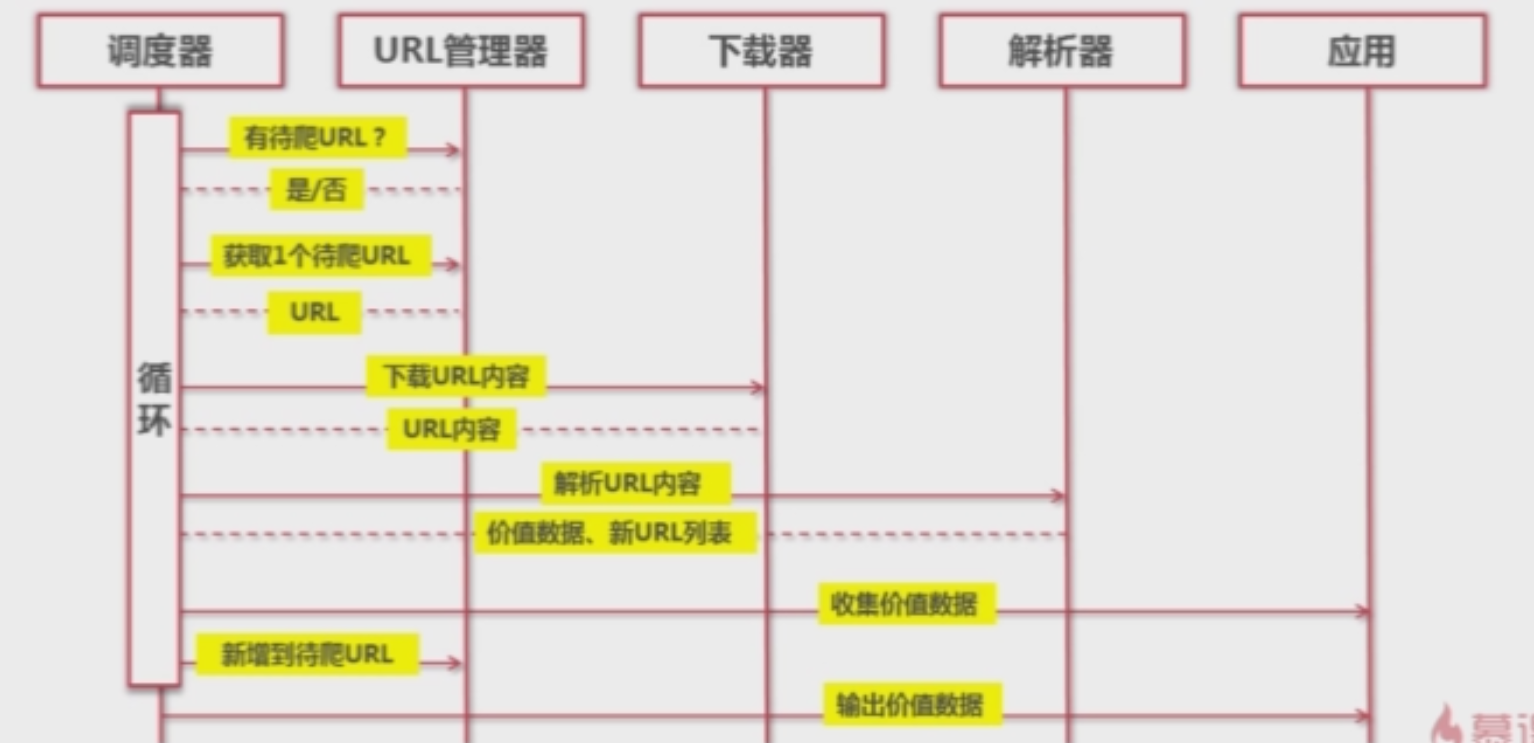 调度器
URL管理器
下载器
解析器
应用
有待爬URL？
是/否
获取1个待爬URL
URL
循
环
下载URL内容
URL内容
解析URL内容
价值数据、新URL列表
收集价值数据
新增到待爬URL
输出价值数据